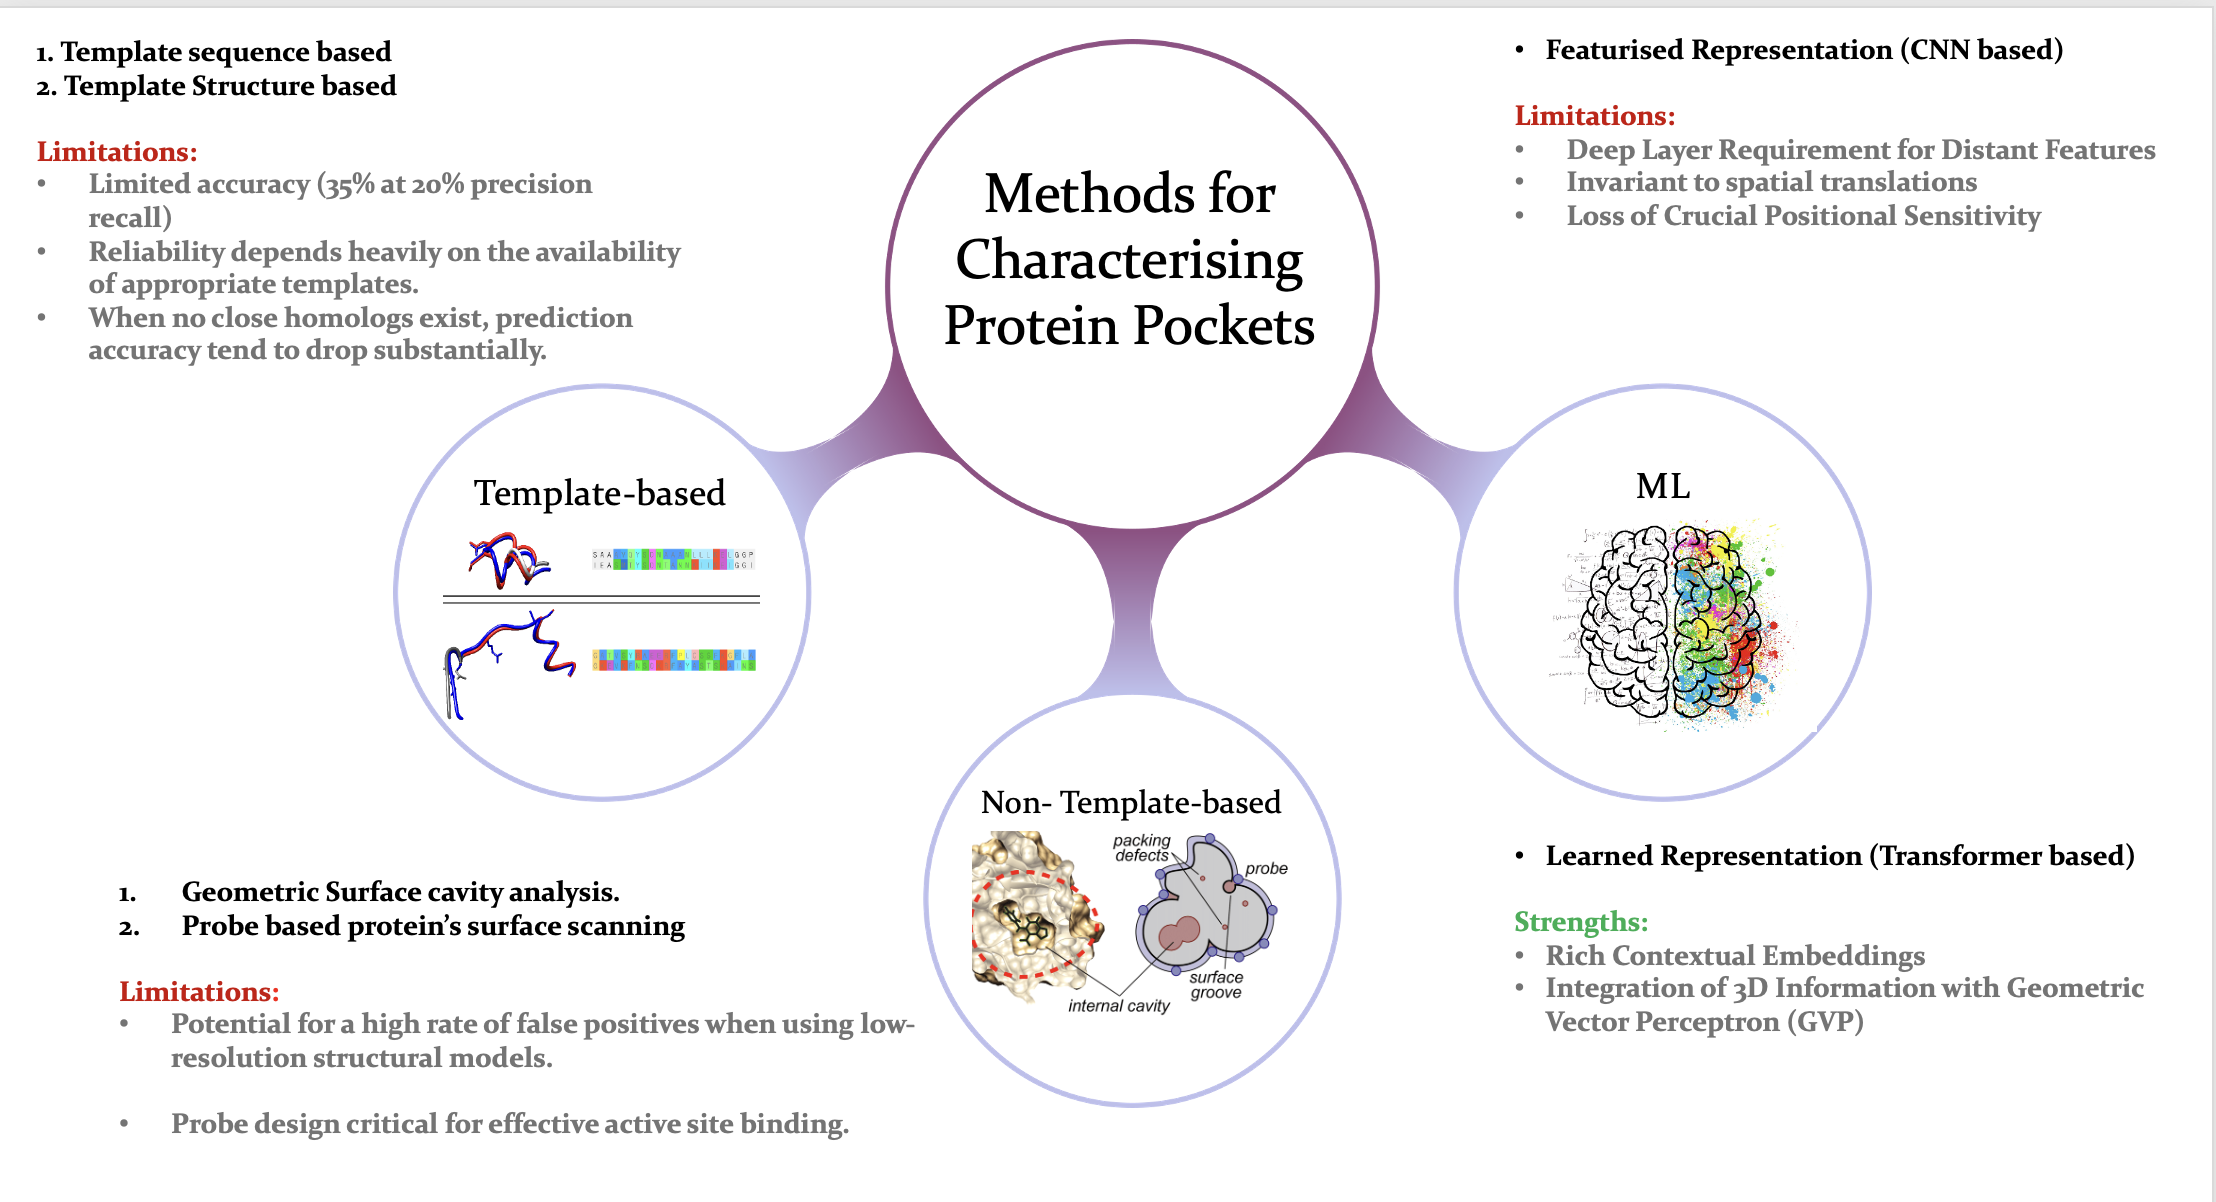 1. Template sequence based
2. Template Structure based
Limitations:
• Limited accuracy (35% at 20% precision
recall)
• Reliability depends heavily on the availability
of appropriate templates.
• When no close homologs exist, prediction
accuracy tend to drop substantially.
Methods for
Characterising
Protein Pockets
• Featurised Representation (CNN based)
Limitations:
• Deep Layer Requirement for Distant Features
• Invariant to spatial translations
• Loss of Crucial Positional Sensitivity
Template-based
ML
Non- Template-based
packing
defects
probe
surface
groove
internal cavity
1. Geometric Surface cavity analysis.
2. Probe based protein’s surface scanning
Limitations:
• Potential for a high rate of false positives when using low-
resolution structural models.
• Probe design critical for effective active site binding.
• Learned Representation (Transformer based)
Strengths:
• Rich Contextual Embeddings
• Integration of 3D Information with Geometric
Vector Perceptron (GVP)